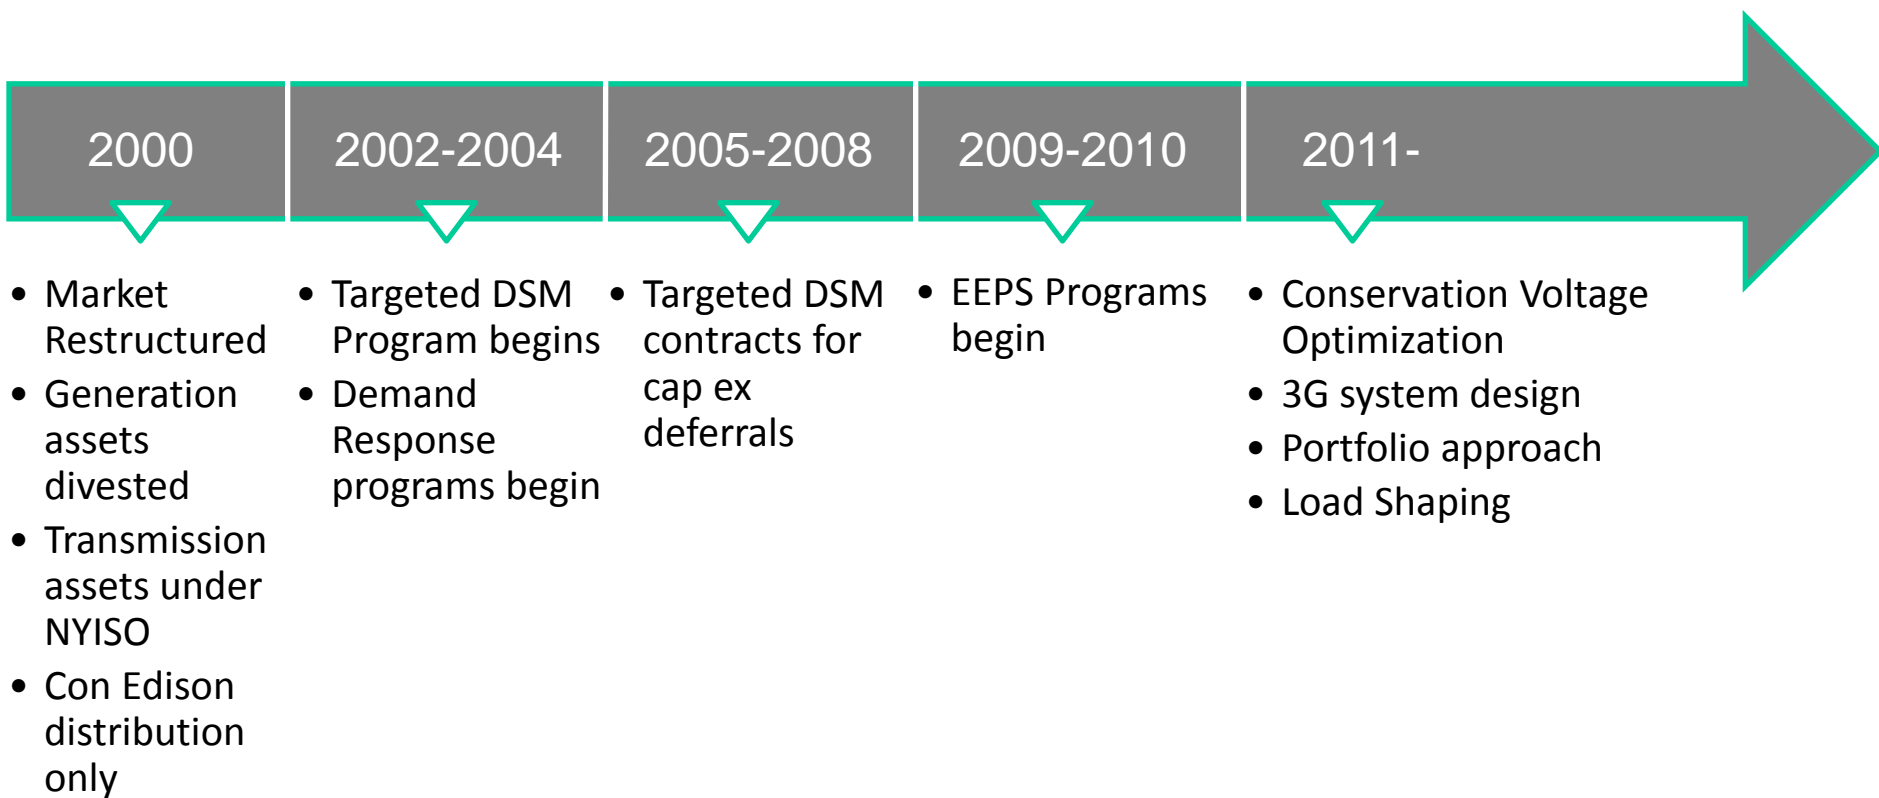 2000
2002-2004
2005-2008
2009-2010
2011-
• Market
Restructured
• Generation
assets
divested
• Transmission
assets under
NYISO
• Con Edison
distribution
only
• Targeted DSM
Program begins
• Demand
Response
programs begin
• Targeted DSM
contracts for
cap ex
deferrals
• EEPS Programs
begin
• Conservation Voltage
Optimization
• 3G system design
• Portfolio approach
• Load Shaping